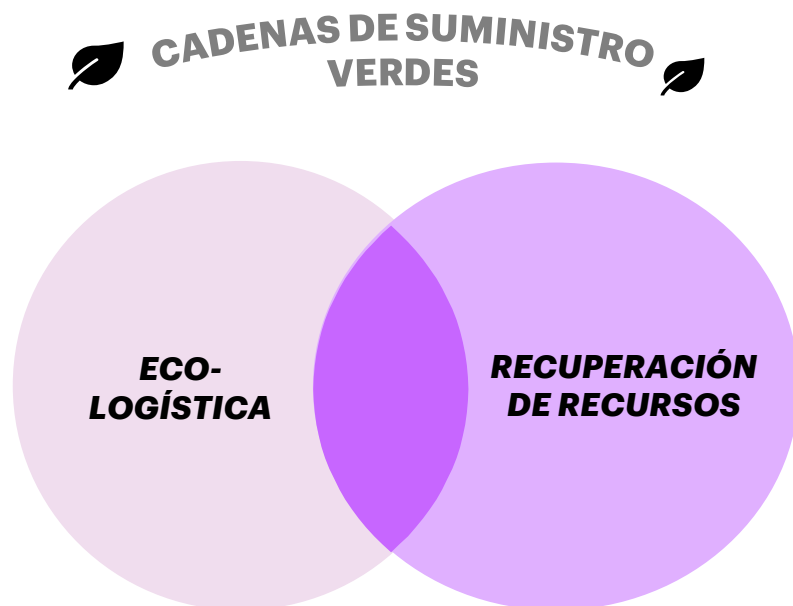 CADENAS DE SUMINISTRO
VERDES
ECO-
LOGÍSTICA
RECUPERACIÓN
DE RECURSOS